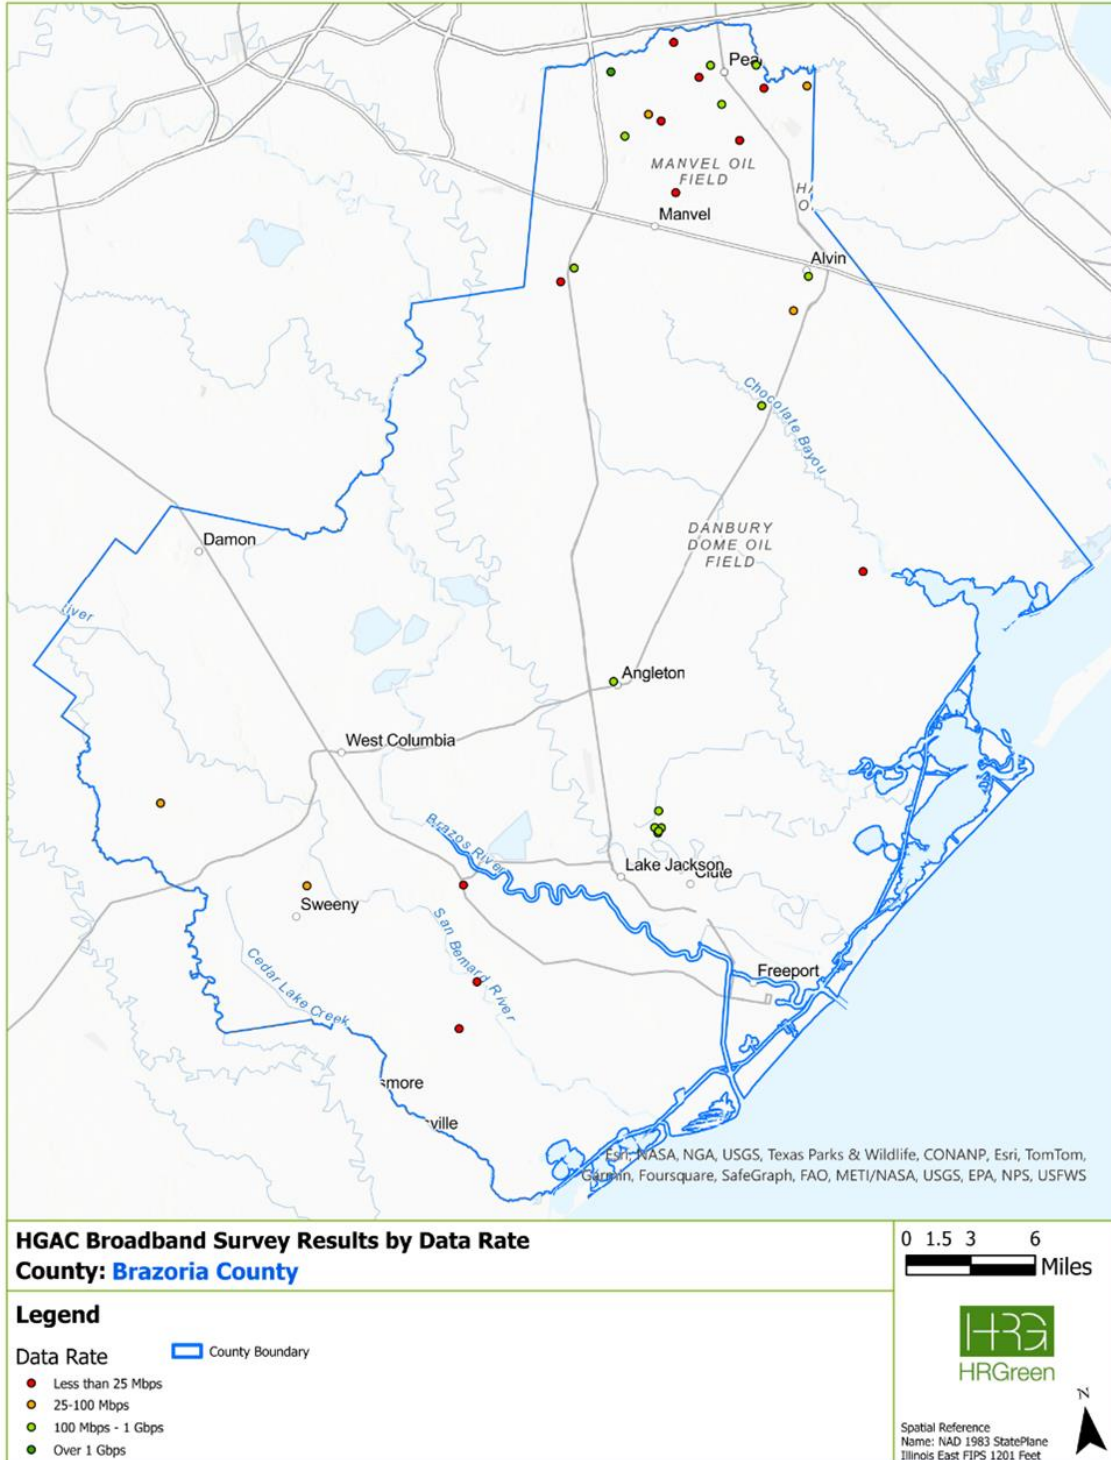 Pea
MANVEL OIL
FIELD
H
O
Manvel
Alvin
Chocolate Bayou
DANBURY
DOME OIL
FIELD
Damon
River
Angleton
West Columbia
Brazos River
Lake Jackson
Clute
Sweeny
San Bernard River
Cedar Lake Creek
Freeport
smore
sville
Esri, NASA, NGA, USGS, Texas Parks & Wildlife, CONANP, Esri, TomTom,
Garmin, Foursquare, SafeGraph, FAO, METI/NASA, USGS, EPA, NPS, USFWS
HGAC Broadband Survey Results by Data Rate
County: Brazoria County
0 1.5 3 6
Miles
Legend
Data Rate
County Boundary
Less than 25 Mbps
25-100 Mbps
100 Mbps - 1 Gbps
Over 1 Gbps
HRG
HRGreen
N
Spatial Reference
Name: NAD 1983 StatePlane
Illinois East FIPS 1201 Feet